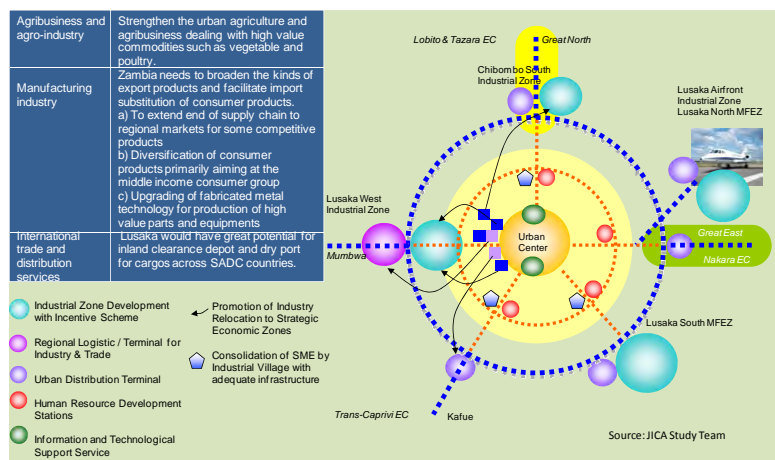 Agribusiness and
agro-industry
Strengthen the urban agriculture and
agribusiness dealing with high value
commodities such as vegetable and
poultry.
Manufacturing
industry
Zambia needs to broaden the kinds of
export products and facilitate import
substitution of consumer products.
a) To extend end of supply chain to
regional markets for some competitive
products
b) Diversification of consumer
products primarily aiming at the
middle income consumer group
c) Upgrading of fabricated metal
technology for production of high
value parts and equipments
International
trade and
distribution
services
Lusaka would have great potential for
inland clearance depot and dry port
for cargos across SADC countries.
Lobito & Tazara EC
Great North
Chibombo South
Industrial Zone
Lusaka Airfront
Industrial Zone
Lusaka North MFEZ
Lusaka West
Industrial Zone
Mumbwa
Urban
Center
Great East
Nakara EC
Lusaka South MFEZ
Trans-Caprivi EC
Kafue
Industrial Zone Development
with Incentive Scheme
Regional Logistic / Terminal for
Industry & Trade
Urban Distribution Terminal
Human Resource Development
Stations
Information and Technological
Support Service
Promotion of Industry
Relocation to Strategic
Economic Zones
Consolidation of SME by
Industrial Village with
adequate infrastructure
Source: JICA Study Team